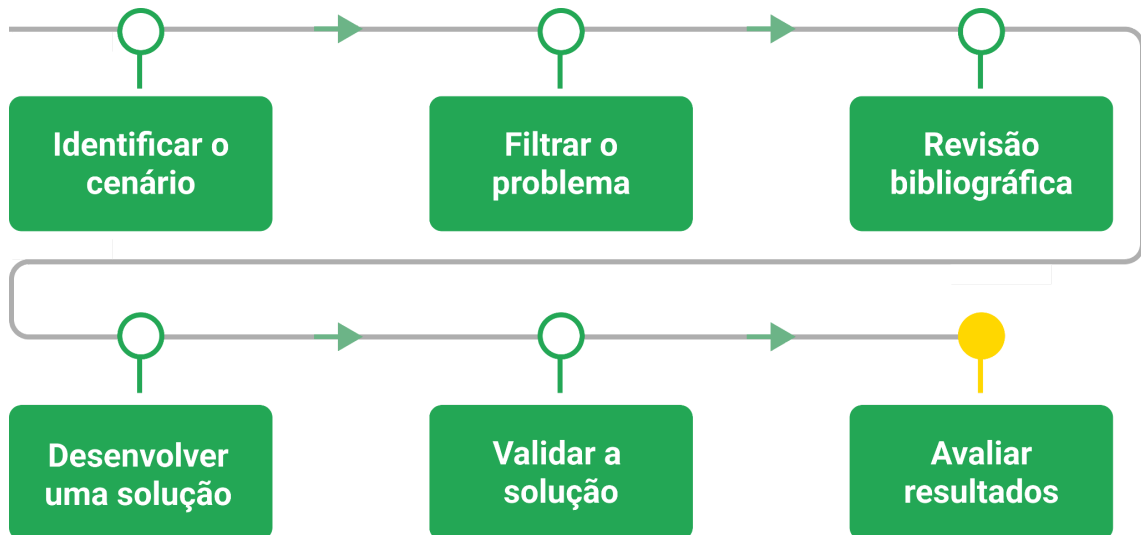 Identificar o
cenário
Filtrar o
problema
Revisão
bibliográfica
Desenvolver
uma solução
Validar a
solução
Avaliar
resultados